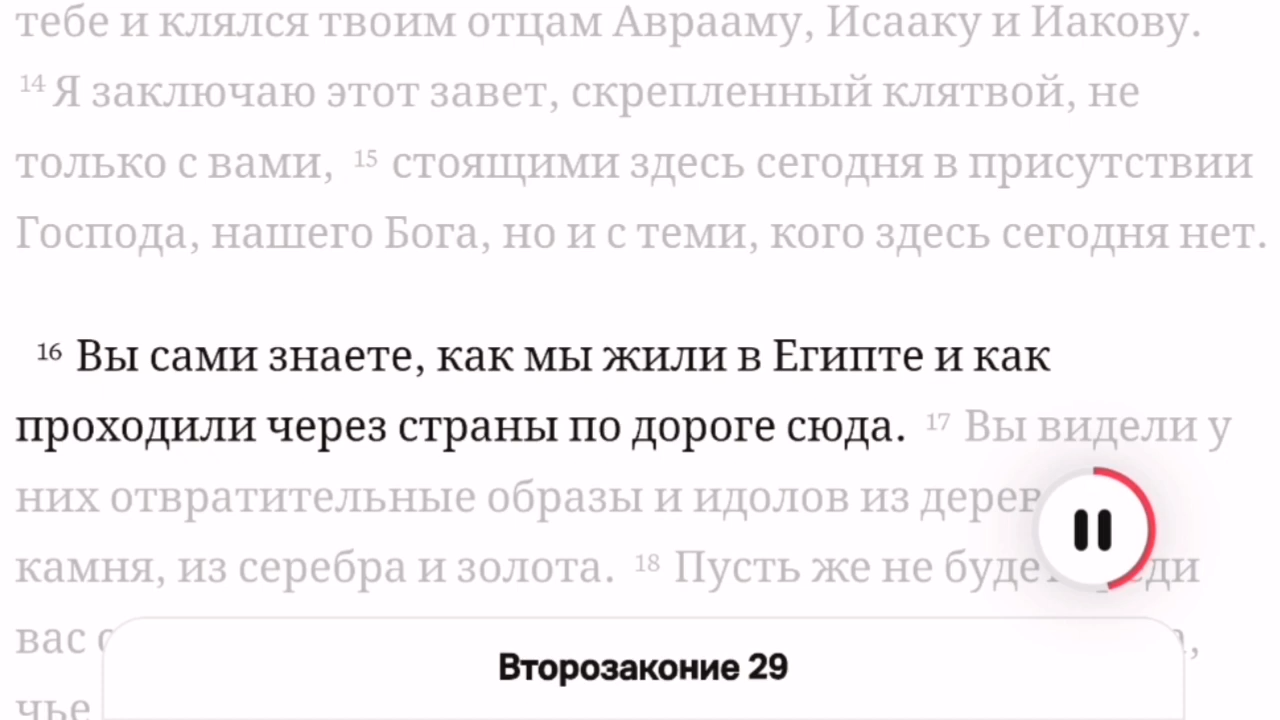 тебе и клялся твоим отцам Аврааму, Исааку и Иакову.
14 Я заключаю этот завет, скрепленный клятвой, не
только с вами, 15 стоящими здесь сегодня в присутствии
Господа, нашего Бога, но и с теми, кого здесь сегодня нет.
16 Вы сами знаете, как мы жили в Египте и как
проходили через страны по дороге сюда. 17 Вы видели у
них отвратительные образы и идолов из
камня, из серебра и золота. 18 Пусть же не
вас
чье
Второзаконие 29